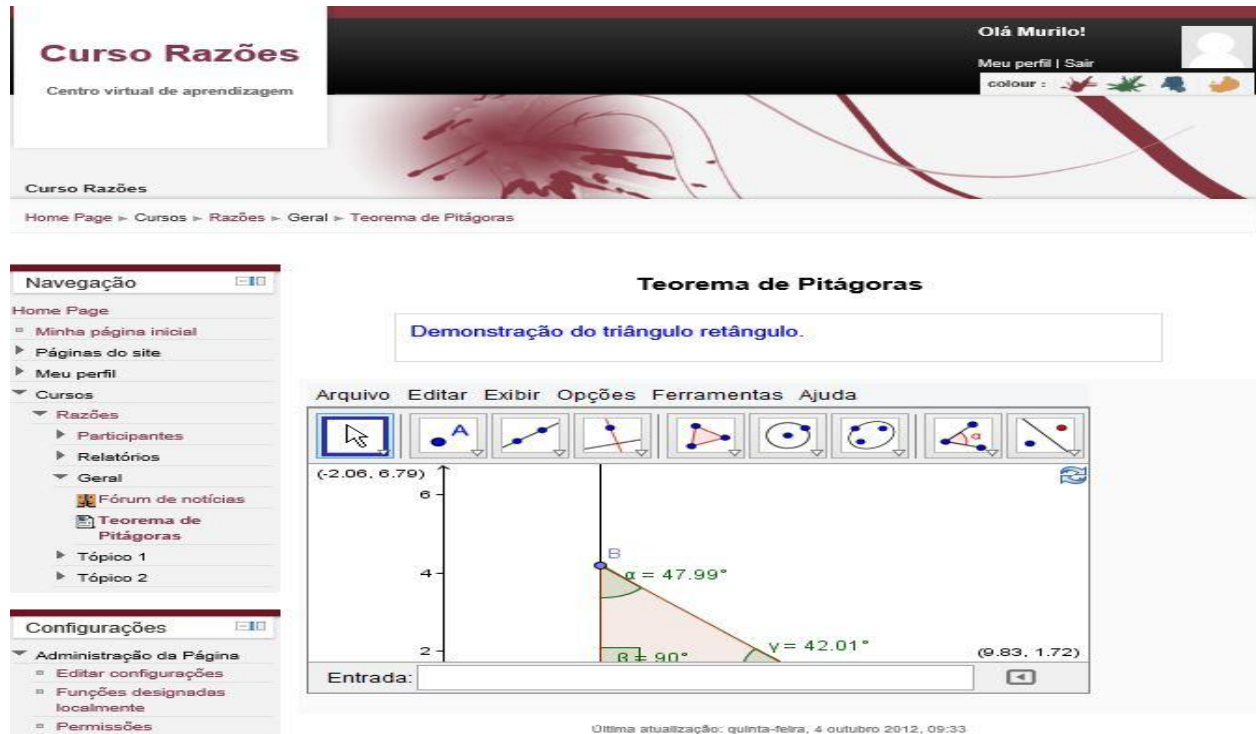 Curso Razões
Centro virtual de aprendizagem
Olá Murilo!
Meu perfil | Sair
colour :
Curso Razões
Home Page ► Cursos ► Razões ► Geral ► Teorema de Pitágoras
Navegação
Home Page
Minha página inicial
Páginas do site
Meu perfil
Cursos
Razões
Participantes
Relatórios
Geral
Fórum de notícias
Teorema de
Pitágoras
Tópico 1
Tópico 2
Configurações
Administração da Página
Editar configurações
Funções designadas
localmente
Permissões
Teorema de Pitágoras
Demonstração do triângulo retângulo.
Arquivo Editar Exibir Opções Ferramentas Ajuda
A
α
(-2.06, 6.79)
6
B
4
α = 47.99°
2
β = 90°
γ = 42.01°
(9.83, 1.72)
Entrada:
Última atualização: quinta-feira, 4 outubro 2012, 09:33